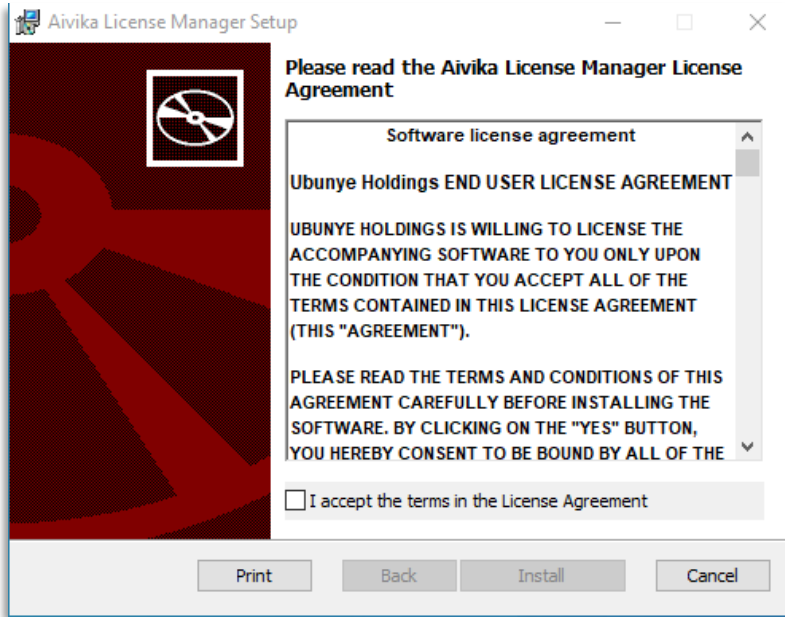 Aivika License Manager Setup
Please read the Aivika License Manager License
Agreement
Software license agreement
Ubunye Holdings END USER LICENSE AGREEMENT
UBUNYE HOLDINGS IS WILLING TO LICENSE THE
ACCOMPANYING SOFTWARE TO YOU ONLY UPON
THE CONDITION THAT YOU ACCEPT ALL OF THE
TERMS CONTAINED IN THIS LICENSE AGREEMENT
(THIS "AGREEMENT").
PLEASE READ THE TERMS AND CONDITIONS OF THIS
AGREEMENT CAREFULLY BEFORE INSTALLING THE
SOFTWARE. BY CLICKING ON THE "YES" BUTTON,
YOU HEREBY CONSENT TO BE BOUND BY ALL OF THE
I accept the terms in the License Agreement
Print Back Install Cancel